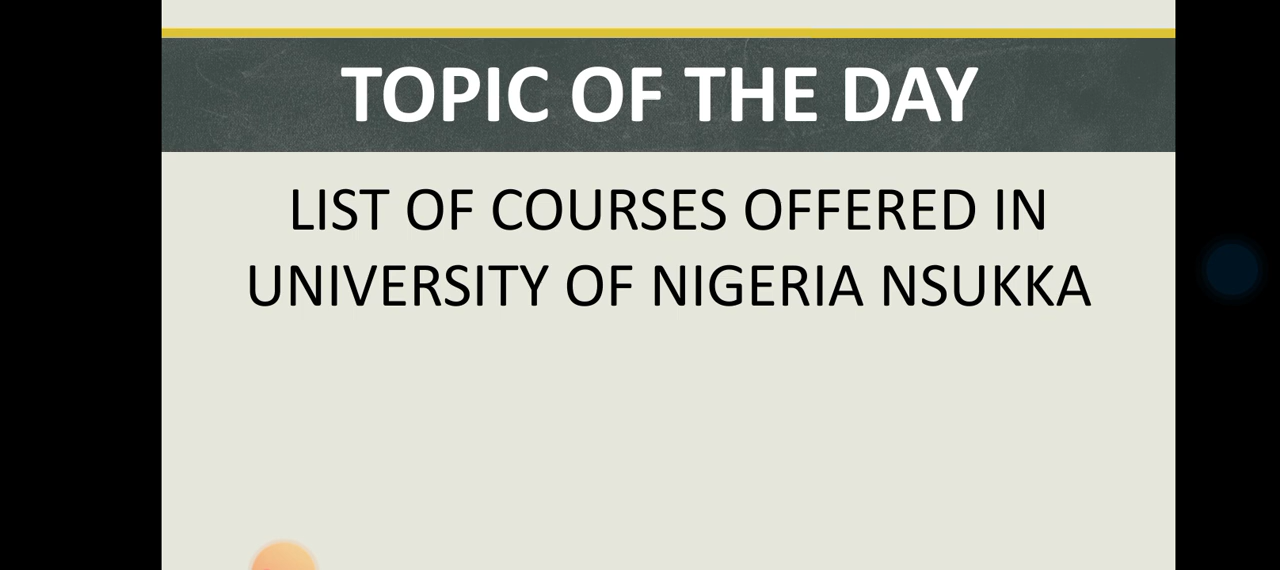 TOPIC OF THE DAY
LIST OF COURSES OFFERED IN
UNIVERSITY OF NIGERIA NSUKKA